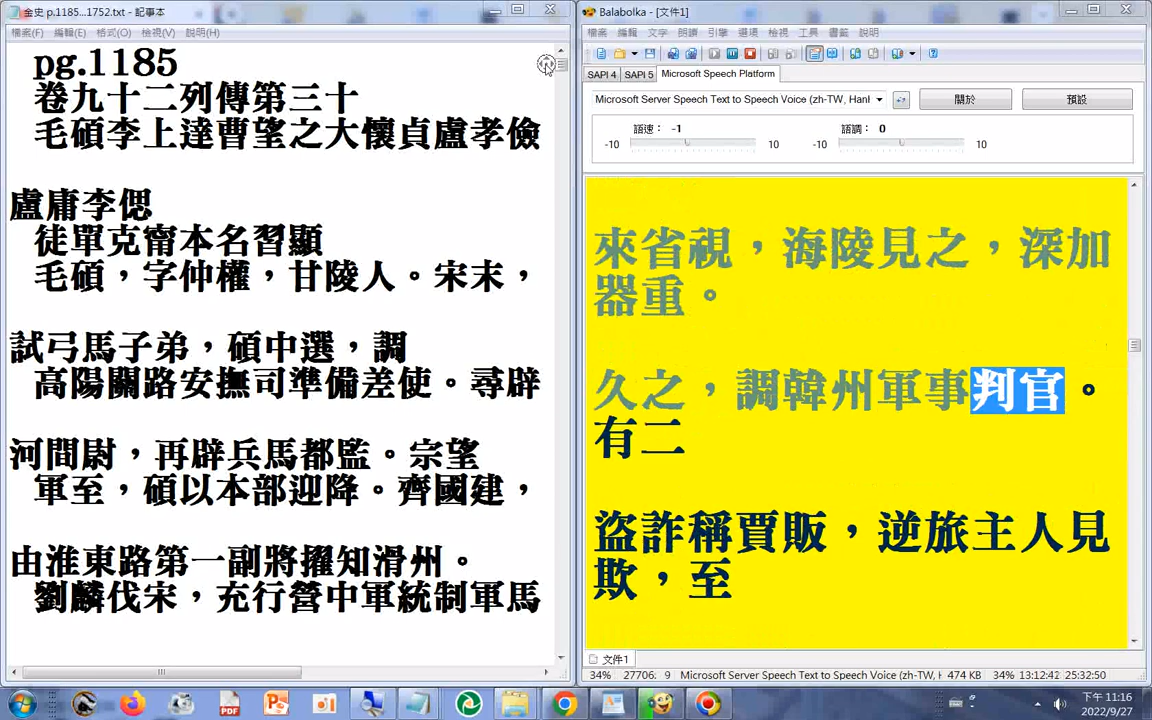 金史 p.1185...1752.txt - 記事本
檔案(F) 編輯(E) 格式(O) 檢視(V) 說明(H)
pg.1185
卷九十二列傳第三十
毛碩李上達曹望之大懷貞盧孝儉
盧庸李偲
徒單克甯本名習顯
毛碩，字仲權，甘陵人。宋末，
試弓馬子弟，碩中選，調
高陽關路安撫司準備差使。尋辟
河間尉，再辟兵馬都監。宗望
軍至，碩以本部迎降。齊國建，
由淮東路第一副將擢知滑州。
劉麟伐宋，充行營中軍統制軍馬
Balabolka - [文件1]
檔案 編輯 文字 朗讀 引擎 選項 檢視 工具 書籤 說明
SAPI 4 SAPI 5 Microsoft Speech Platform
Microsoft Server Speech Text to Speech Voice (zh-TW, Hanl 關於 預設
語速： -1 語調： 0
-10 10 -10 10
來省視，海陵見之，深加
器重。
久之，調韓州軍事判官。
有二
盜詐稱賈販，逆旅主人見
欺，至
文件1
34% 27706: 9 Microsoft Server Speech Text to Speech Voice (zh-TW, H 474 KB 34% 13:12:42 25:32:50
PDF
下午 11:16
2022/9/27